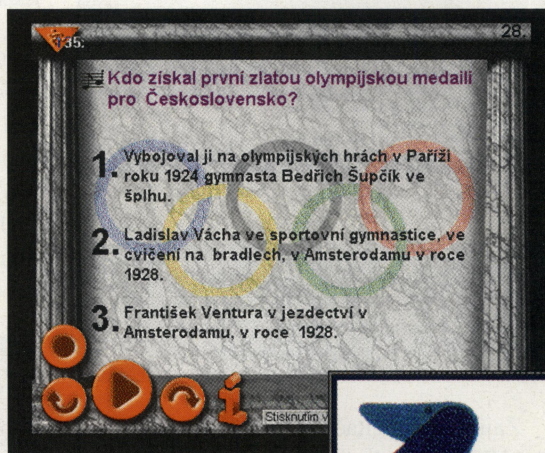 28.
35:
Kdo získal první zlatou olympijskou medaili
pro Československo?
1. Vybojoval ji na olympijských hrách v Paříži
roku 1924 gymnasta Bedřich Šupčík ve
šplhu.
2. Ladislav Vácha ve sportovní gymnastice, ve
cvičení na bradlech, v Amsterodamu v roce
1928.
3. František Ventura v jezdectví v
Amsterodamu, v roce 1928.
i
Stisknutím